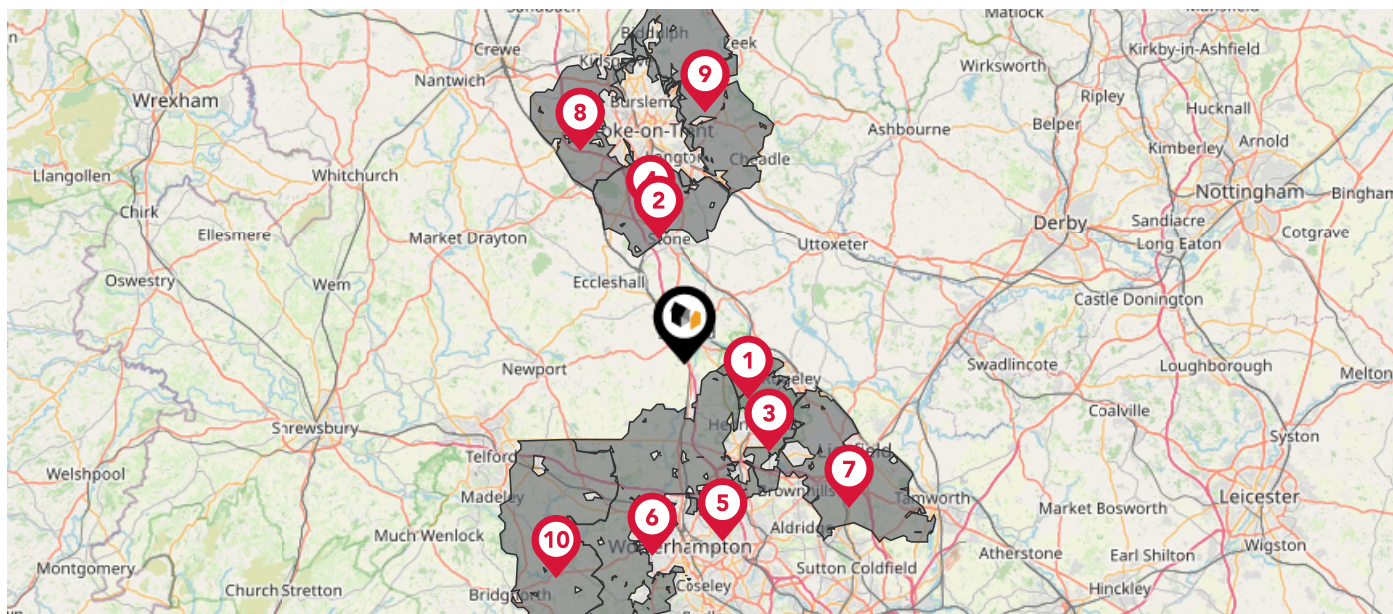 Sandbach
Matlock
Mansfield
Biddulph
Leek
Crewe
Kirkby-in-Ashfield
Wirksworth
Nantwich
9
Wrexham
Ripley
Burslem
Hucknall
8
Stoke-on-Trent
Ashbourne
Belper
Arnold
Kimberley
Longton
Cheadle
Llangollen
Whitchurch
4
Nottingham
Bingham
2
Chirk
Derby
Sandiacre
Ellesmere
Market Drayton
Stone
Uttoxeter
Long Eaton
Cotgrave
Oswestry
Wem
Eccleshall
Castle Donington
1
Newport
Swadlincote
Loughborough
Melton
Rugeley
3
Coalville
Shrewsbury
Syston
Telford
Lichfield
7
Welshpool
Madeley
Brownhills
Tamworth
Leicester
5
Market Bosworth
6
Aldridge
Much Wenlock
10
Wolverhampton
Wigston
Atherstone
Earl Shilton
Montgomery
Sutton Coldfield
Church Stretton
Bridgnorth
Coseley
Hinckley